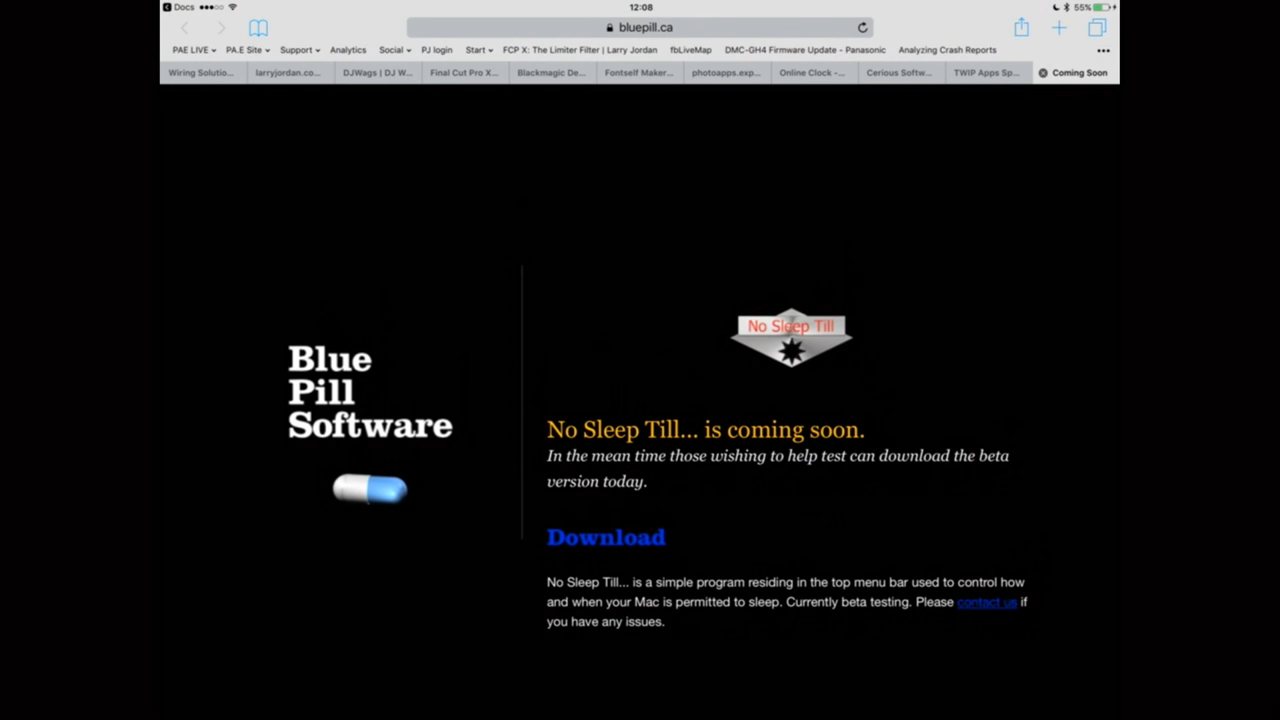 Docs 12:08 55%
bluepill.ca
PAE LIVE PA.E Site Support Analytics Social PJ login Start FCP X: The Limiter Filter | Larry Jordan fbLiveMap DMC-GH4 Firmware Update - Panasonic Analyzing Crash Reports
Wiring Solutio... larryjordan.co... DJWags | DJ W... Final Cut Pro X... Blackmagic De... Fontself Maker... photoapps.exp... Online Clock -... Cerious Softw... TWIP Apps Sp... Coming Soon
Blue
Pill
Software
No Sleep Till
No Sleep Till... is coming soon.
In the mean time those wishing to help test can download the beta
version today.
Download
No Sleep Till... is a simple program residing in the top menu bar used to control how
and when your Mac is permitted to sleep. Currently beta testing. Please contact us if
you have any issues.